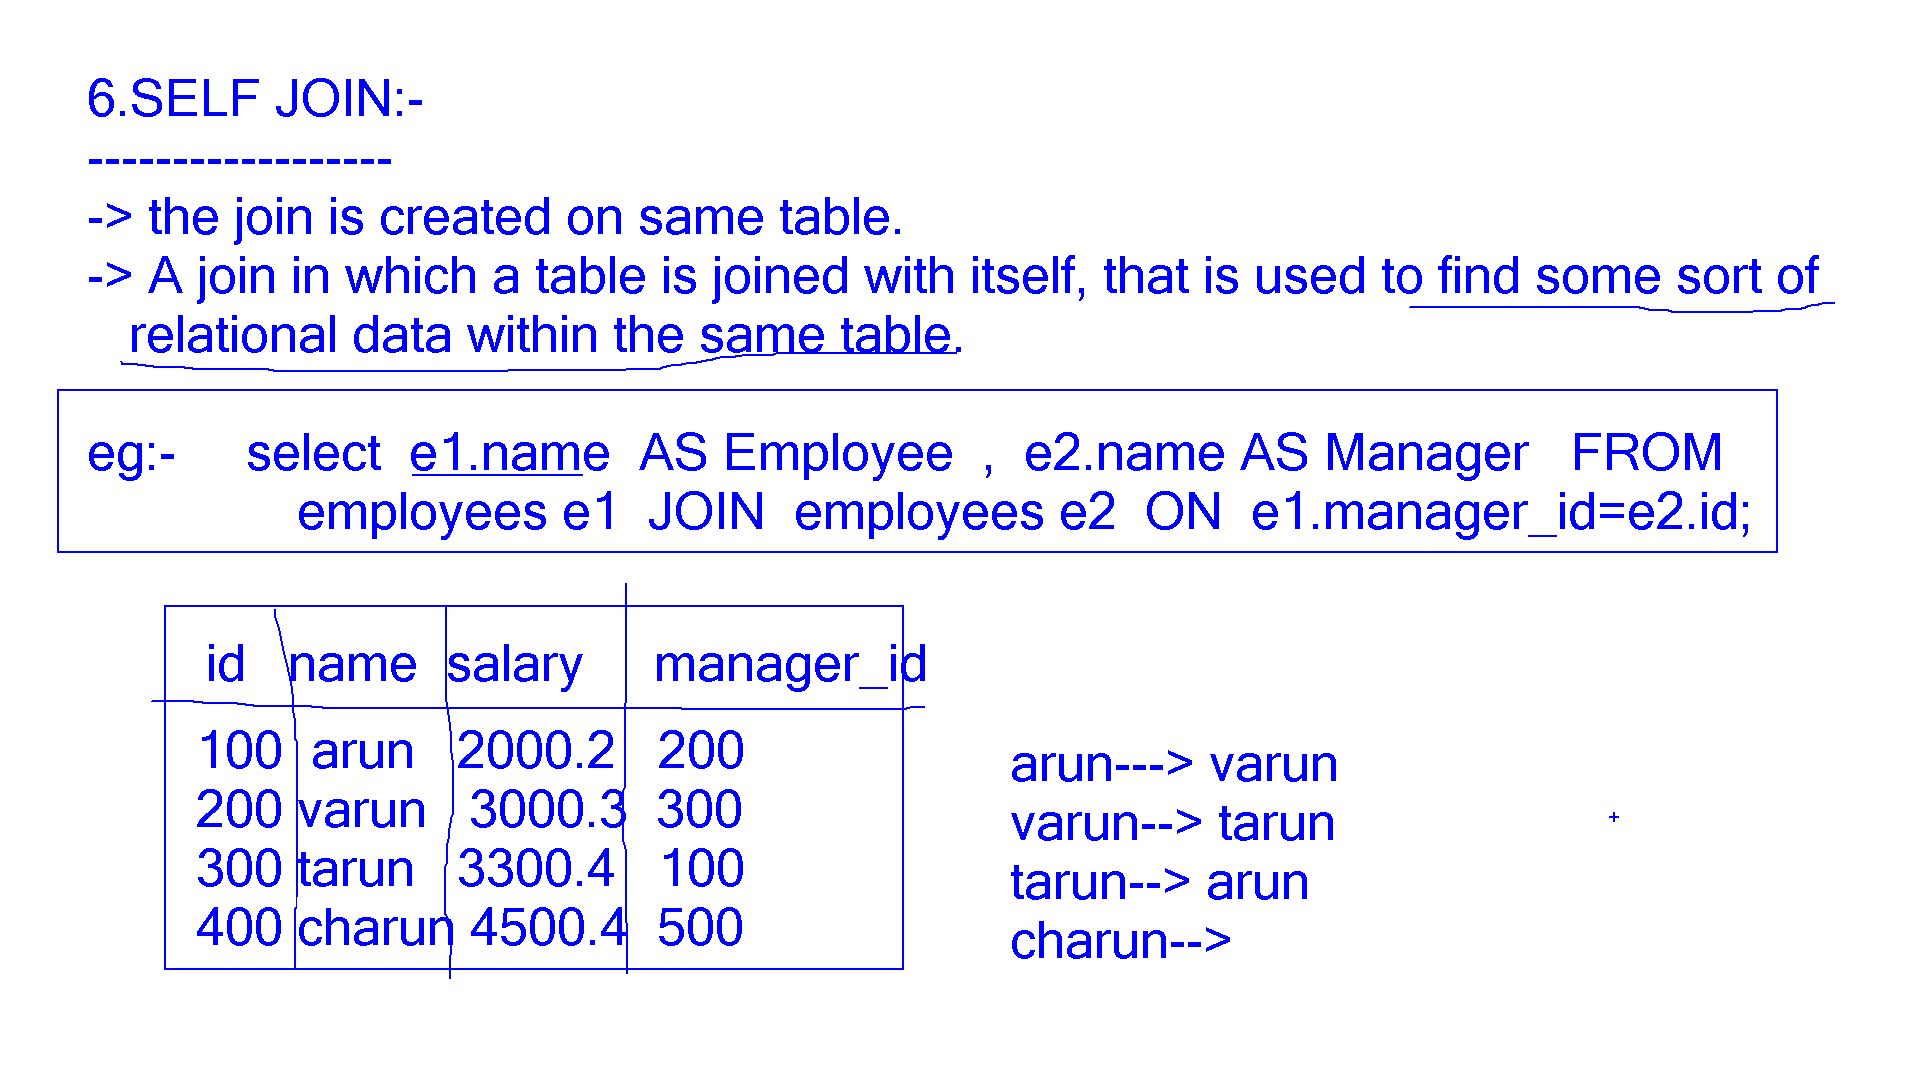 6.SELF JOIN:-
------------------
-> the join is created on same table.
-> A join in which a table is joined with itself, that is used to find some sort of
relational data within the same table.
eg:- select e1.name AS Employee , e2.name AS Manager FROM
employees e1 JOIN employees e2 ON e1.manager_id=e2.id;
id name salary manager_id
100 arun 2000.2 200
200 varun 3000.3 300
300 tarun 3300.4 100
400 charun 4500.4 500
arun---> varun
varun--> tarun
tarun--> arun
charun-->